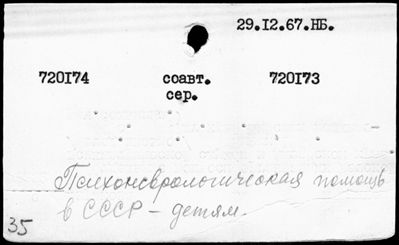 29.12.67.НБ.
720174 соавт. 720173
сер.
Психоневрологическая помощь
в СССР – детям.
35